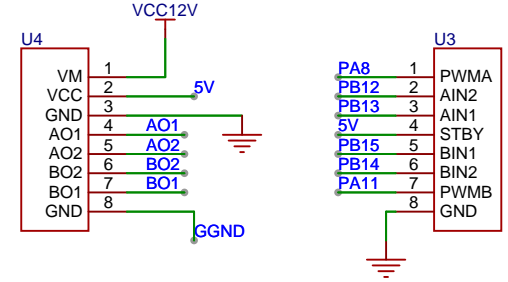 VCC12V
U4
VM 1
VCC 2 5V
GND 3
AO1 4 AO1
AO2 5 AO2
BO2 6 BO2
BO1 7 BO1
GND 8
GGND
U3
PA8 1 PWMA
PB12 2 AIN2
PB13 3 AIN1
5V 4 STBY
PB15 5 BIN1
PB14 6 BIN2
PA11 7 PWMB
8 GND